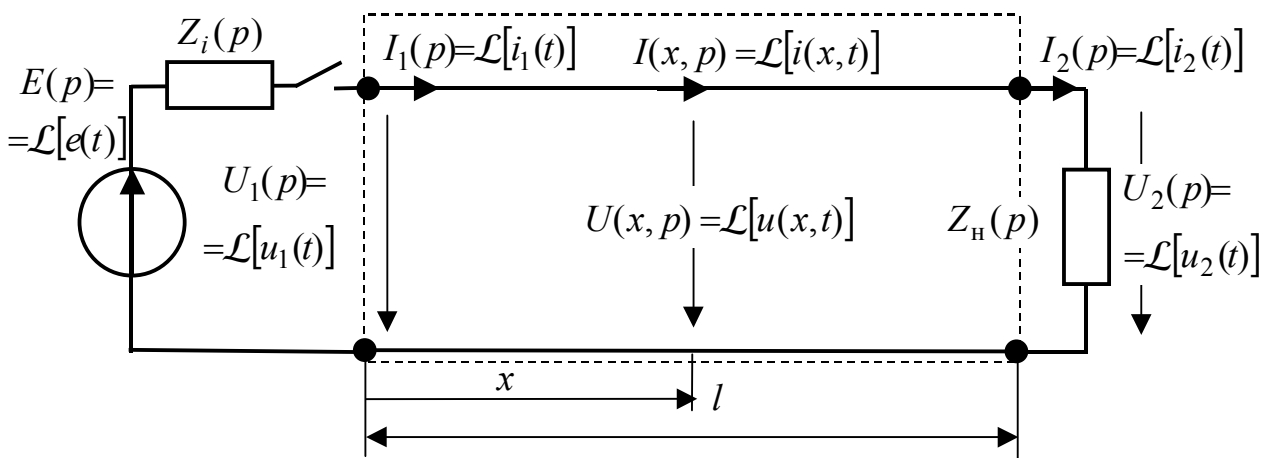 Z_i(p)
I_1(p)=ℒ[i_1(t)]
I(x, p)=ℒ[i(x,t)]
I_2(p)=ℒ[i_2(t)]
E(p)=
=ℒ[e(t)]
U_1(p)=
=ℒ[u_1(t)]
U(x, p)=ℒ[u(x,t)]
Z_н(p)
U_2(p)=
=ℒ[u_2(t)]
x
l